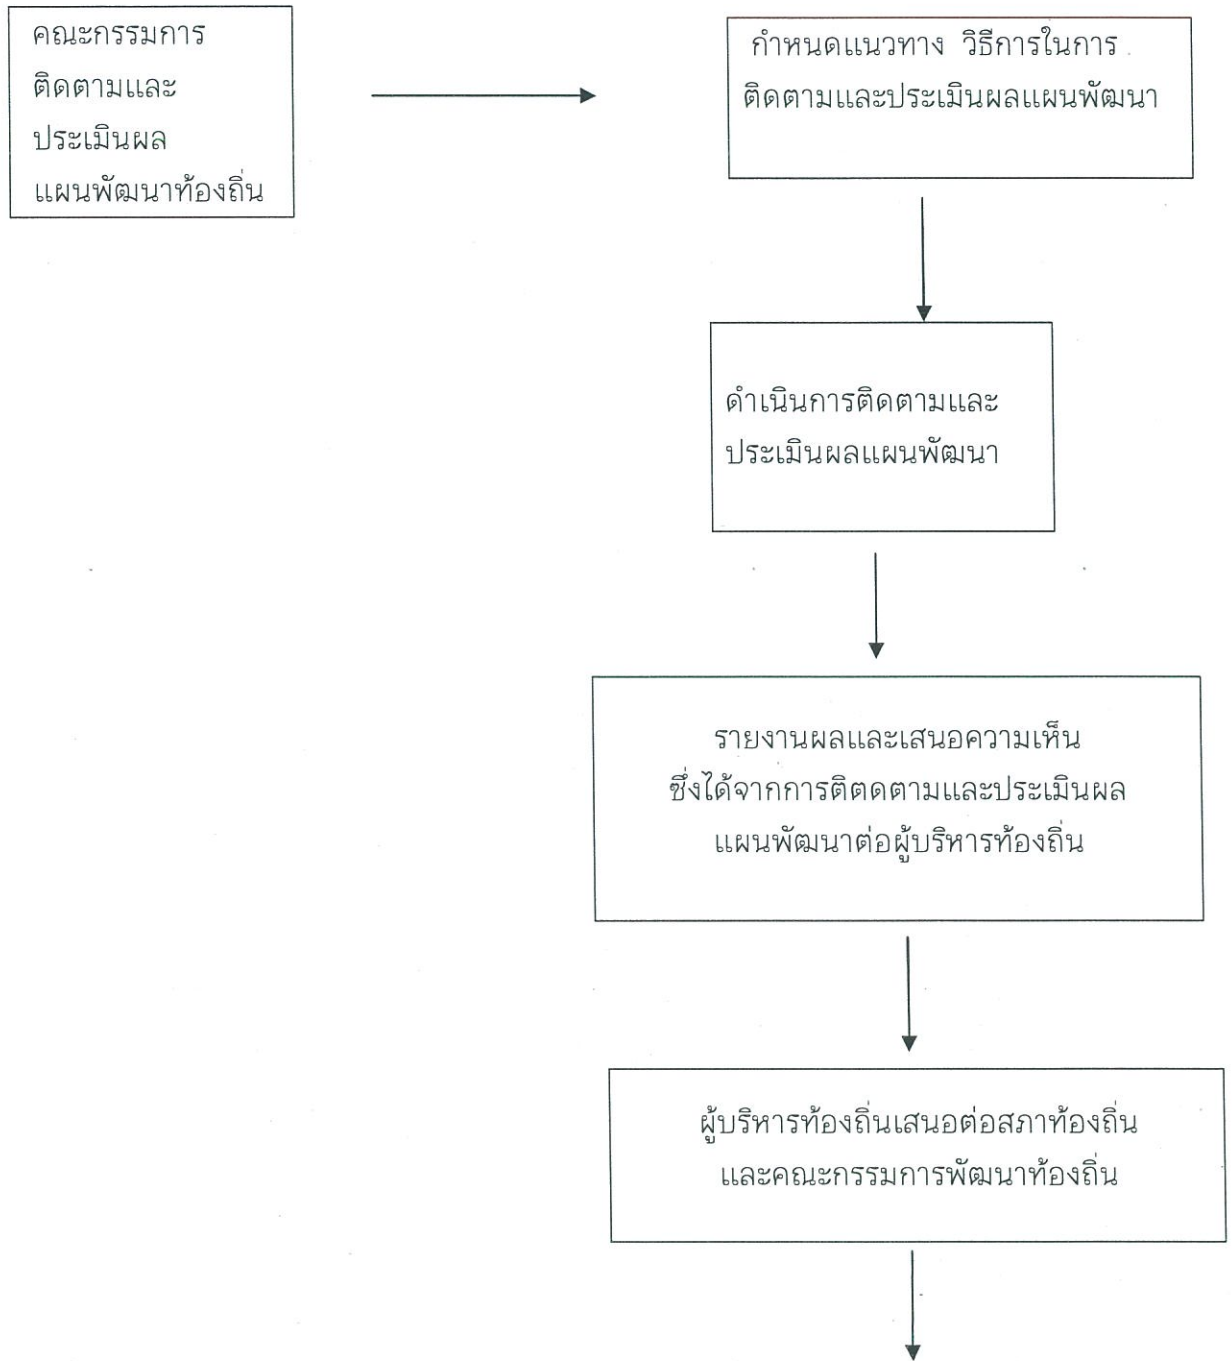 คณะกรรมการ
ติดตามและ
ประเมินผล
แผนพัฒนาท้องถิ่น
กำหนดแนวทาง วิธีการในการ
ติดตามและประเมินผลแผนพัฒนา
ดำเนินการติดตามและ
ประเมินผลแผนพัฒนา
รายงานผลและเสนอความเห็น
ซึ่งได้จากการติตดตามและประเมินผล
แผนพัฒนาต่อผู้บริหารท้องถิ่น
ผู้บริหารท้องถิ่นเสนอต่อสภาท้องถิ่น
และคณะกรรมการพัฒนาท้องถิ่น